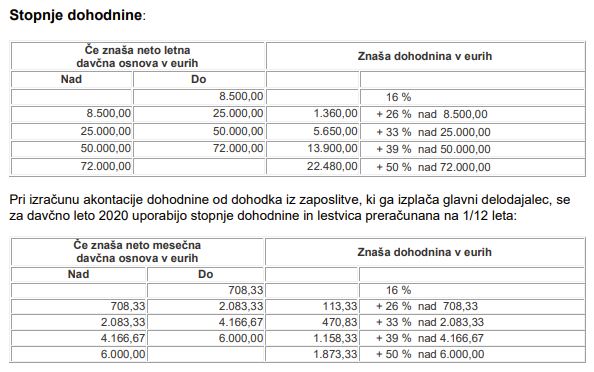 Stopnje dohodnine:
Če znaša neto letna
davčna osnova v eurih
Znaša dohodnina v eurih
Nad Do
8.500,00 16 %
8.500,00 25.000,00 1.360,00 + 26 % nad 8.500,00
25.000,00 50.000,00 5.650,00 + 33 % nad 25.000,00
50.000,00 72.000,00 13.900,00 + 39 % nad 50.000,00
72.000,00 22.480,00 + 50 % nad 72.000,00
Pri izračunu akontacije dohodnine od dohodka iz zaposlitve, ki ga izplača glavni delodajalec, se
za davčno leto 2020 uporabijo stopnje dohodnine in lestvica preračunana na 1/12 leta:
Če znaša neto mesečna
davčna osnova v eurih
Znaša dohodnina v eurih
Nad Do
708,33 16 %
708,33 2.083,33 113,33 + 26 % nad 708,33
2.083,33 4.166,67 470,83 + 33 % nad 2.083,33
4.166,67 6.000,00 1.158,33 + 39 % nad 4.166,67
6.000,00 1.873,33 + 50 % nad 6.000,00